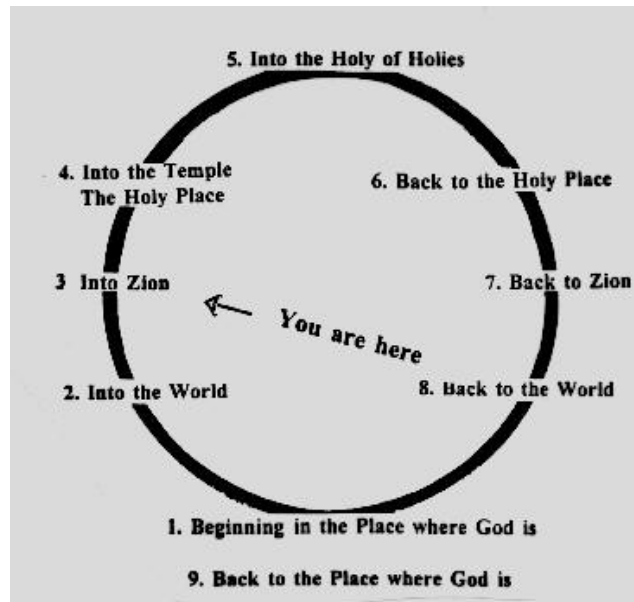 5. Into the Holy of Holies
4. Into the Temple
The Holy Place
6. Back to the Holy Place
3 Into Zion
7. Back to Zion
You are here
2. Into the World
8. Back to the World
1. Beginning in the Place where God is
9. Back to the Place where God is